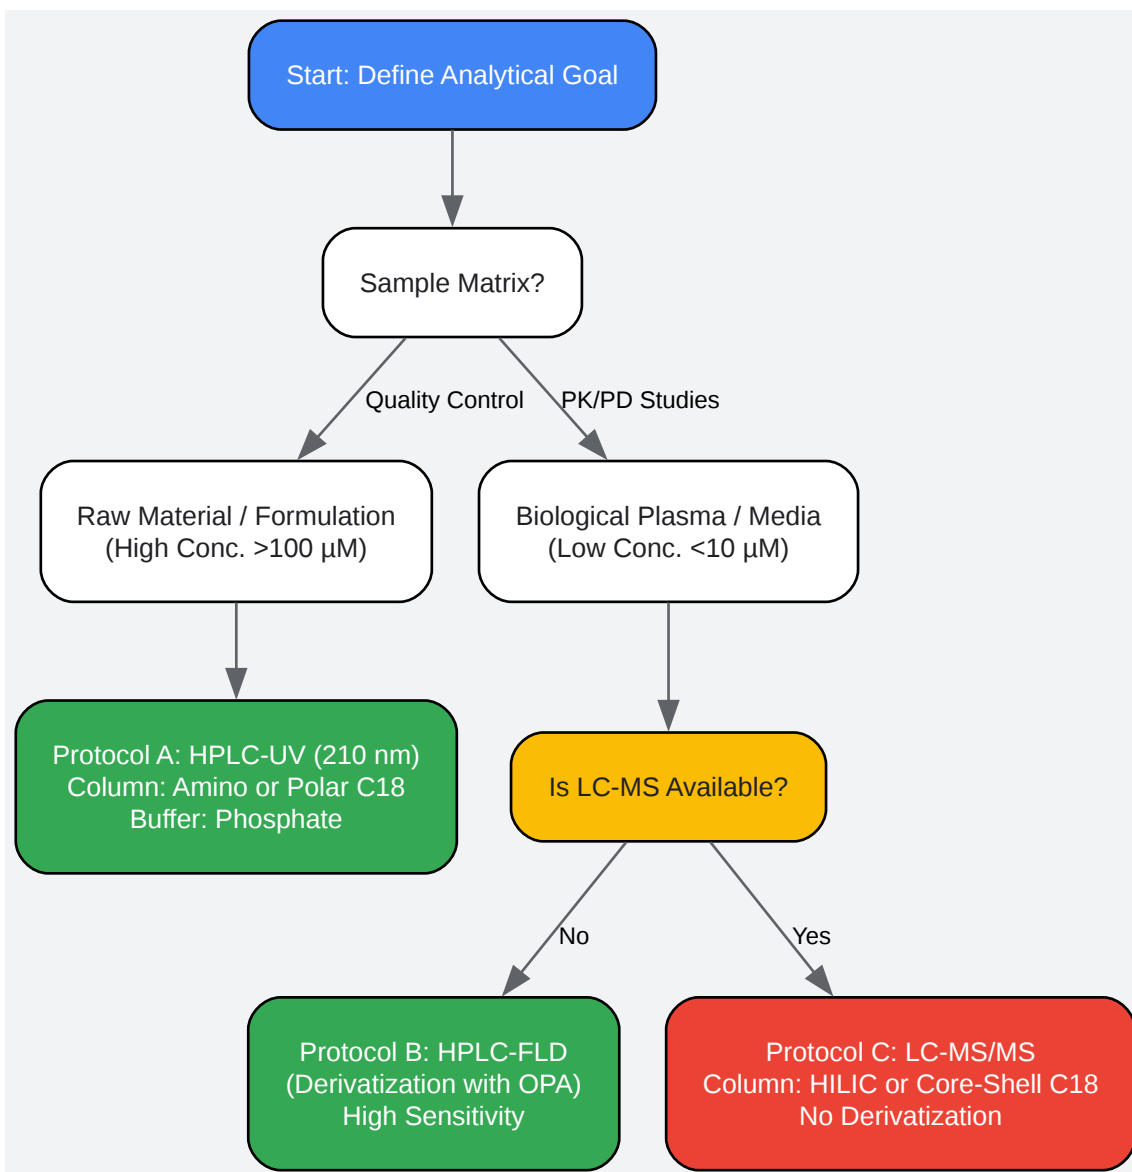 Start: Define Analytical Goal
Sample Matrix?
Quality Control
PK/PD Studies
Raw Material / Formulation
(High Conc. >100 µM)
Biological Plasma / Media
(Low Conc. <10 µM)
Protocol A: HPLC-UV (210 nm)
Column: Amino or Polar C18
Buffer: Phosphate
Is LC-MS Available?
No
Yes
Protocol B: HPLC-FLD
(Derivatization with OPA)
High Sensitivity
Protocol C: LC-MS/MS
Column: HILIC or Core-Shell C18
No Derivatization